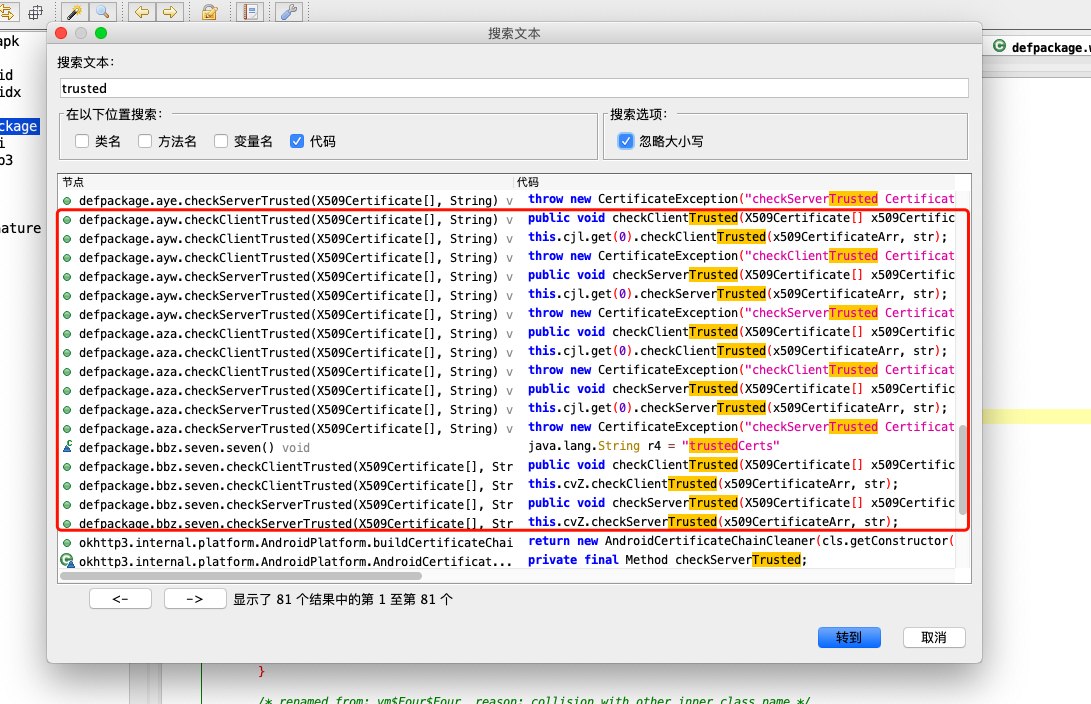 apk
搜索文本
defpackage.w
搜索文本：
id
idx
trusted
ckage
在以下位置搜索：
搜索选项：
类名 方法名 变量名 代码
忽略大小写
i
p3
节点 代码
defpackage.aye.checkServerTrusted(X509Certificate[], String) v throw new CertificateException("checkServerTrusted Certificat
defpackage.ayw.checkClientTrusted(X509Certificate[], String) v public void checkClientTrusted(X509Certificate[] x509Certific
ature
defpackage.ayw.checkClientTrusted(X509Certificate[], String) v this.cjl.get(0).checkClientTrusted(x509CertificateArr, str);
defpackage.ayw.checkClientTrusted(X509Certificate[], String) v throw new CertificateException("checkClientTrusted Certificat
defpackage.ayw.checkServerTrusted(X509Certificate[], String) v public void checkServerTrusted(X509Certificate[] x509Certific
defpackage.ayw.checkServerTrusted(X509Certificate[], String) v this.cjl.get(0).checkServerTrusted(x509CertificateArr, str);
defpackage.ayw.checkServerTrusted(X509Certificate[], String) v throw new CertificateException("checkServerTrusted Certificat
defpackage.aza.checkClientTrusted(X509Certificate[], String) v public void checkClientTrusted(X509Certificate[] x509Certific
defpackage.aza.checkClientTrusted(X509Certificate[], String) v this.cjl.get(0).checkClientTrusted(x509CertificateArr, str);
defpackage.aza.checkClientTrusted(X509Certificate[], String) v throw new CertificateException("checkClientTrusted Certificat
defpackage.aza.checkServerTrusted(X509Certificate[], String) v public void checkServerTrusted(X509Certificate[] x509Certific
defpackage.aza.checkServerTrusted(X509Certificate[], String) v this.cjl.get(0).checkServerTrusted(x509CertificateArr, str);
defpackage.aza.checkServerTrusted(X509Certificate[], String) v throw new CertificateException("checkServerTrusted Certificat
defpackage.bbz.seven.seven() void java.lang.String r4 = "trustedCerts"
defpackage.bbz.seven.checkClientTrusted(X509Certificate[], Str public void checkClientTrusted(X509Certificate[] x509Certific
defpackage.bbz.seven.checkClientTrusted(X509Certificate[], Str this.cvZ.checkClientTrusted(x509CertificateArr, str);
defpackage.bbz.seven.checkServerTrusted(X509Certificate[], Str public void checkServerTrusted(X509Certificate[] x509Certific
defpackage.bbz.seven.checkServerTrusted(X509Certificate[], Str this.cvZ.checkServerTrusted(x509CertificateArr, str);
okhttp3.internal.platform.AndroidPlatform.buildCertificateChai return new AndroidCertificateChainCleaner(cls.getConstructor(
okhttp3.internal.platform.AndroidPlatform.AndroidCertificat... private final Method checkServerTrusted;
<- -> 显示了 81 个结果中的第 1 至第 81 个
转到 取消
}
/* renamed from: vm$Four$Four, reason: collision with other inner class name */